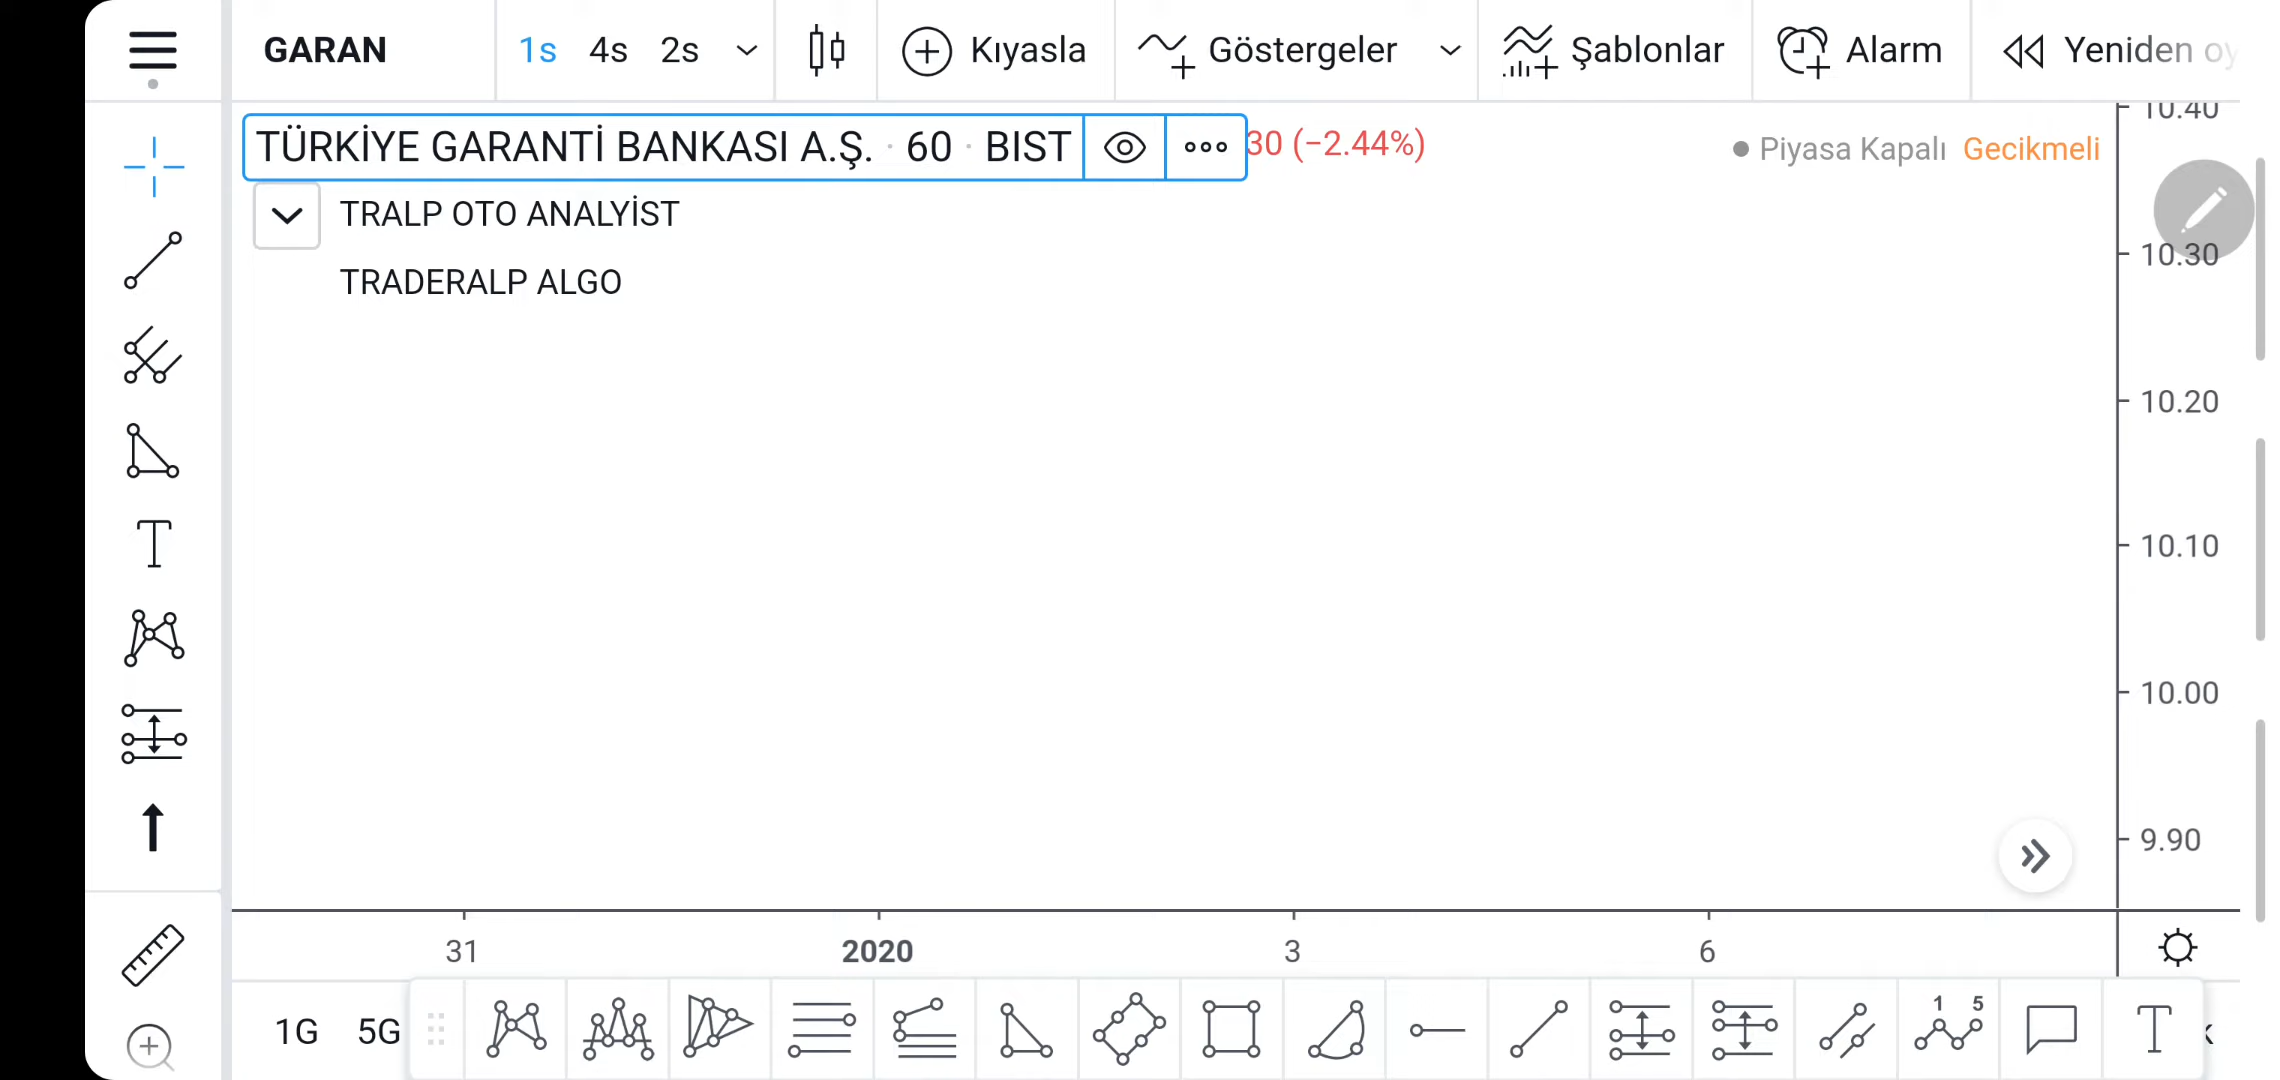 GARAN 1s 4s 2s Kıyasla Göstergeler Şablonlar Alarm Yeniden oy
TÜRKİYE GARANTİ BANKASI A.Ş. · 60 · BIST 30 (−2.44%) Piyasa Kapalı Gecikmeli
TRALP OTO ANALYİST
TRADERALP ALGO
10.40
10.30
10.20
10.10
10.00
9.90
31 2020 3 6
1G 5G 1 5 T